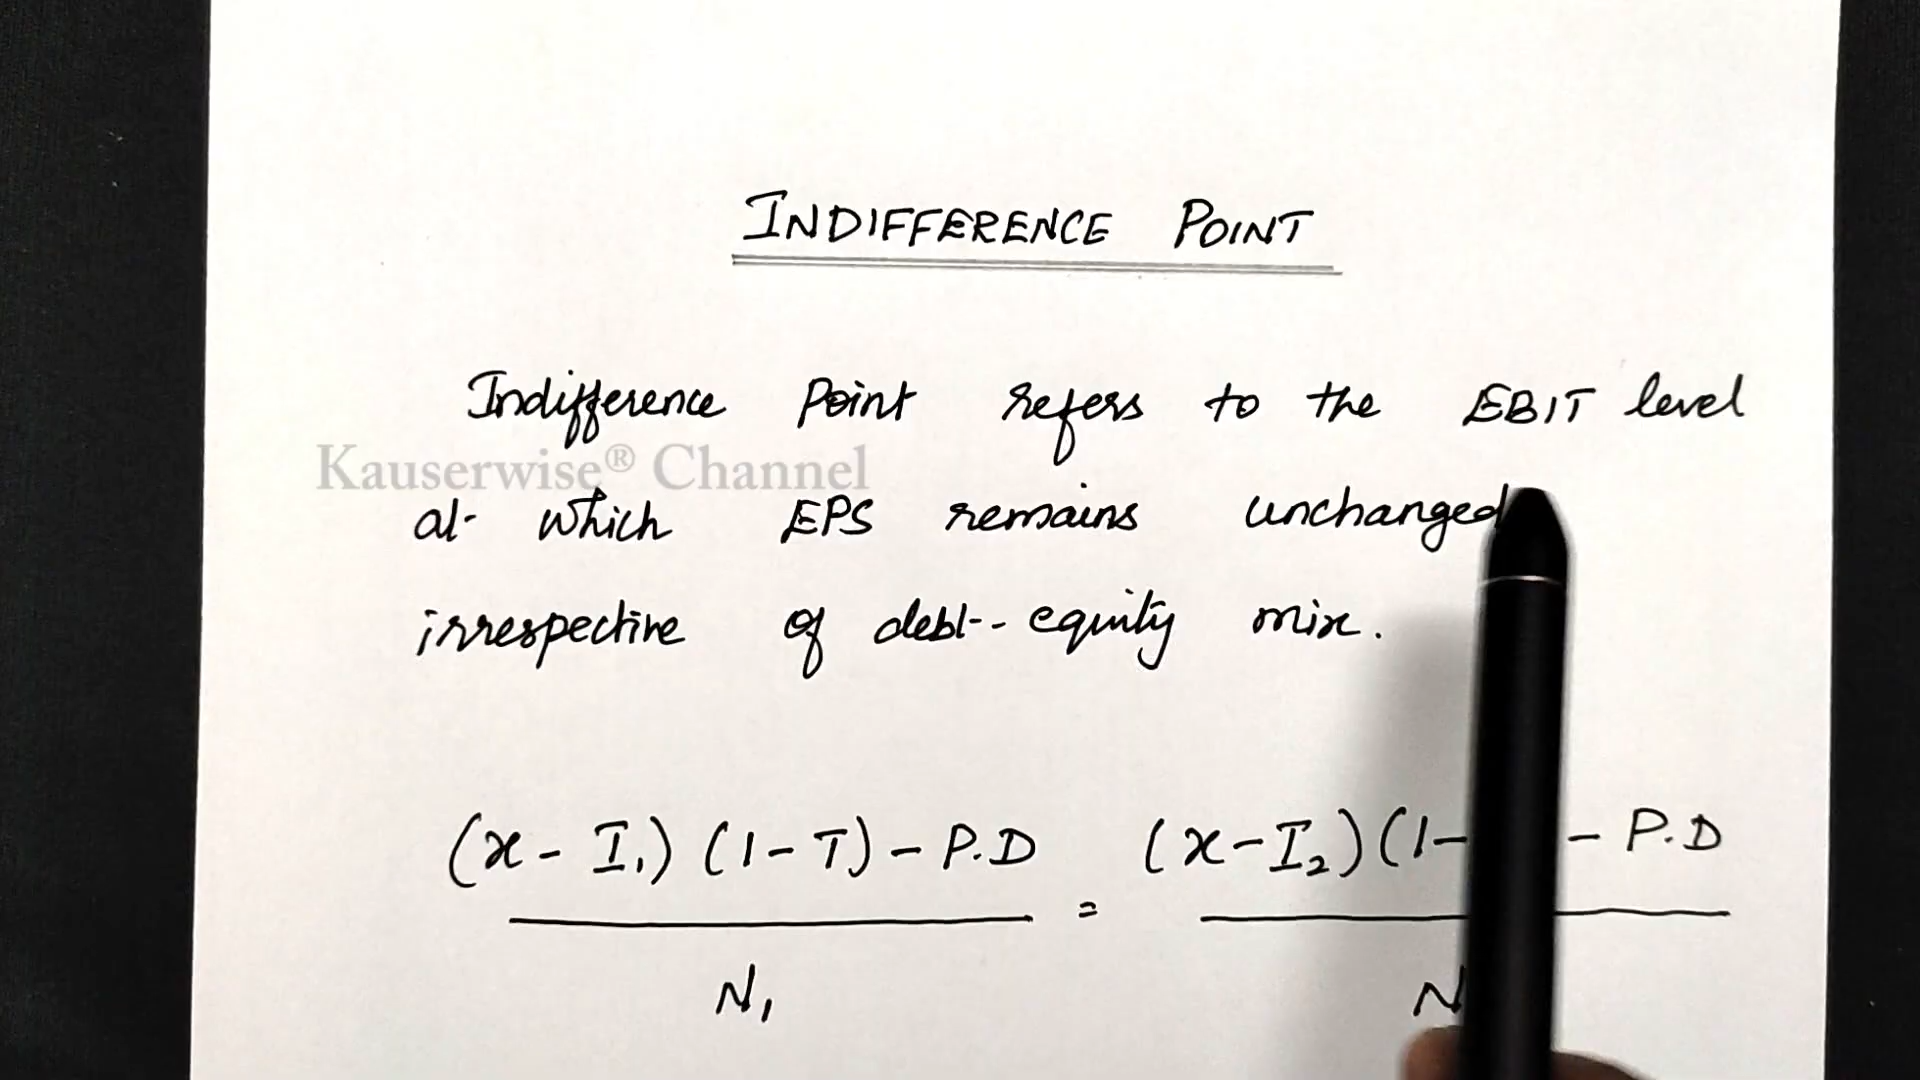 INDIFFERENCE POINT
Indifference Point refers to the EBIT level
Kauserwise® Channel
at which EPS remains unchanged
irrespective of debt-equity mix.
(x - I₁) (1 - T) - P.D = (x - I₂) (1 - - P.D
N₁ N